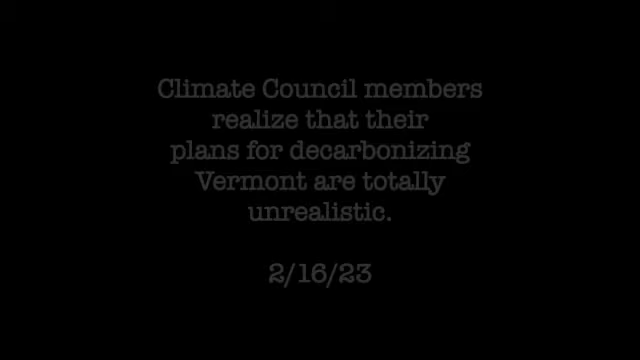 Climate Council members
realize that their
plans for decarbonizing
Vermont are totally
unrealistic.
2/16/23